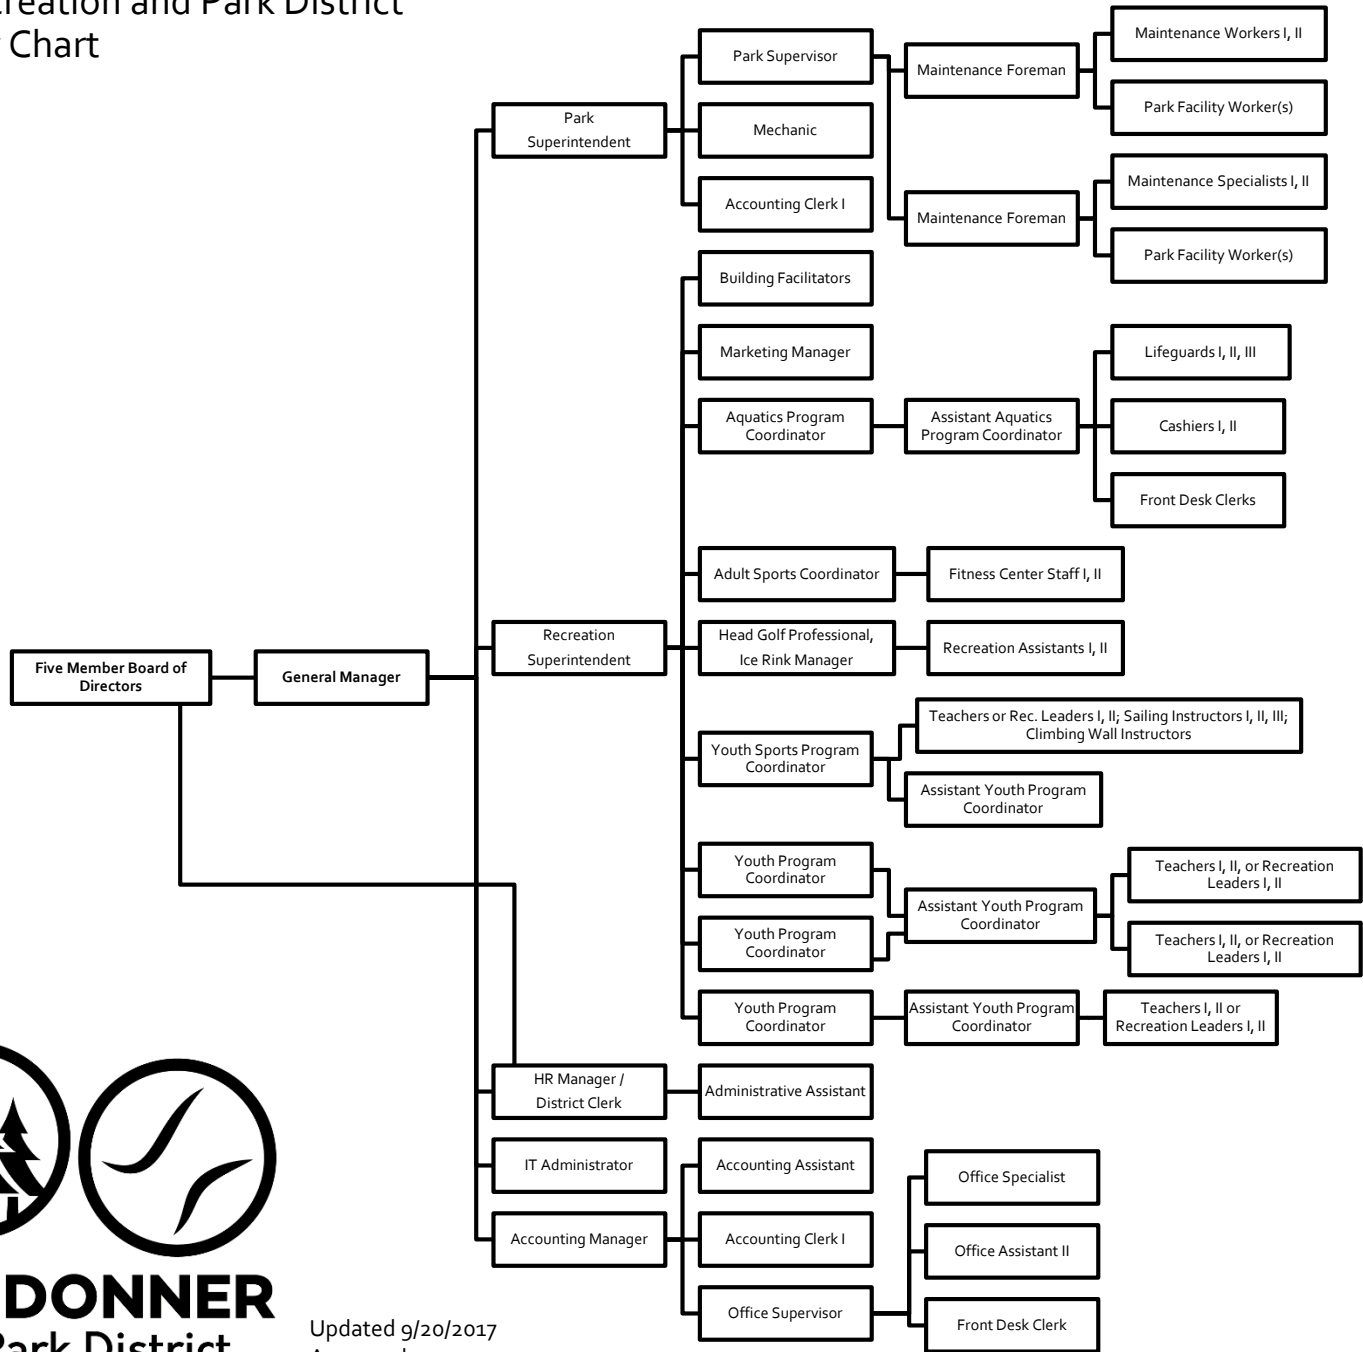 Recreation and Park District
Chart
Park Supervisor
Maintenance Foreman
Maintenance Workers I, II
Park Facility Worker(s)
Park
Superintendent
Mechanic
Accounting Clerk I
Maintenance Foreman
Maintenance Specialists I, II
Park Facility Worker(s)
Building Facilitators
Marketing Manager
Aquatics Program
Coordinator
Assistant Aquatics
Program Coordinator
Lifeguards I, II, III
Cashiers I, II
Front Desk Clerks
Adult Sports Coordinator
Fitness Center Staff I, II
Recreation
Superintendent
Head Golf Professional,
Ice Rink Manager
Recreation Assistants I, II
Five Member Board of
Directors
General Manager
Youth Sports Program
Coordinator
Teachers or Rec. Leaders I, II; Sailing Instructors I, II, III;
Climbing Wall Instructors
Assistant Youth Program
Coordinator
Youth Program
Coordinator
Youth Program
Coordinator
Assistant Youth Program
Coordinator
Teachers I, II, or Recreation
Leaders I, II
Teachers I, II, or Recreation
Leaders I, II
Youth Program
Coordinator
Assistant Youth Program
Coordinator
Teachers I, II or
Recreation Leaders I, II
HR Manager /
District Clerk
Administrative Assistant
IT Administrator
Accounting Manager
Accounting Assistant
Accounting Clerk I
Office Supervisor
Office Specialist
Office Assistant II
Front Desk Clerk
DONNER
Park District
Updated 9/20/2017